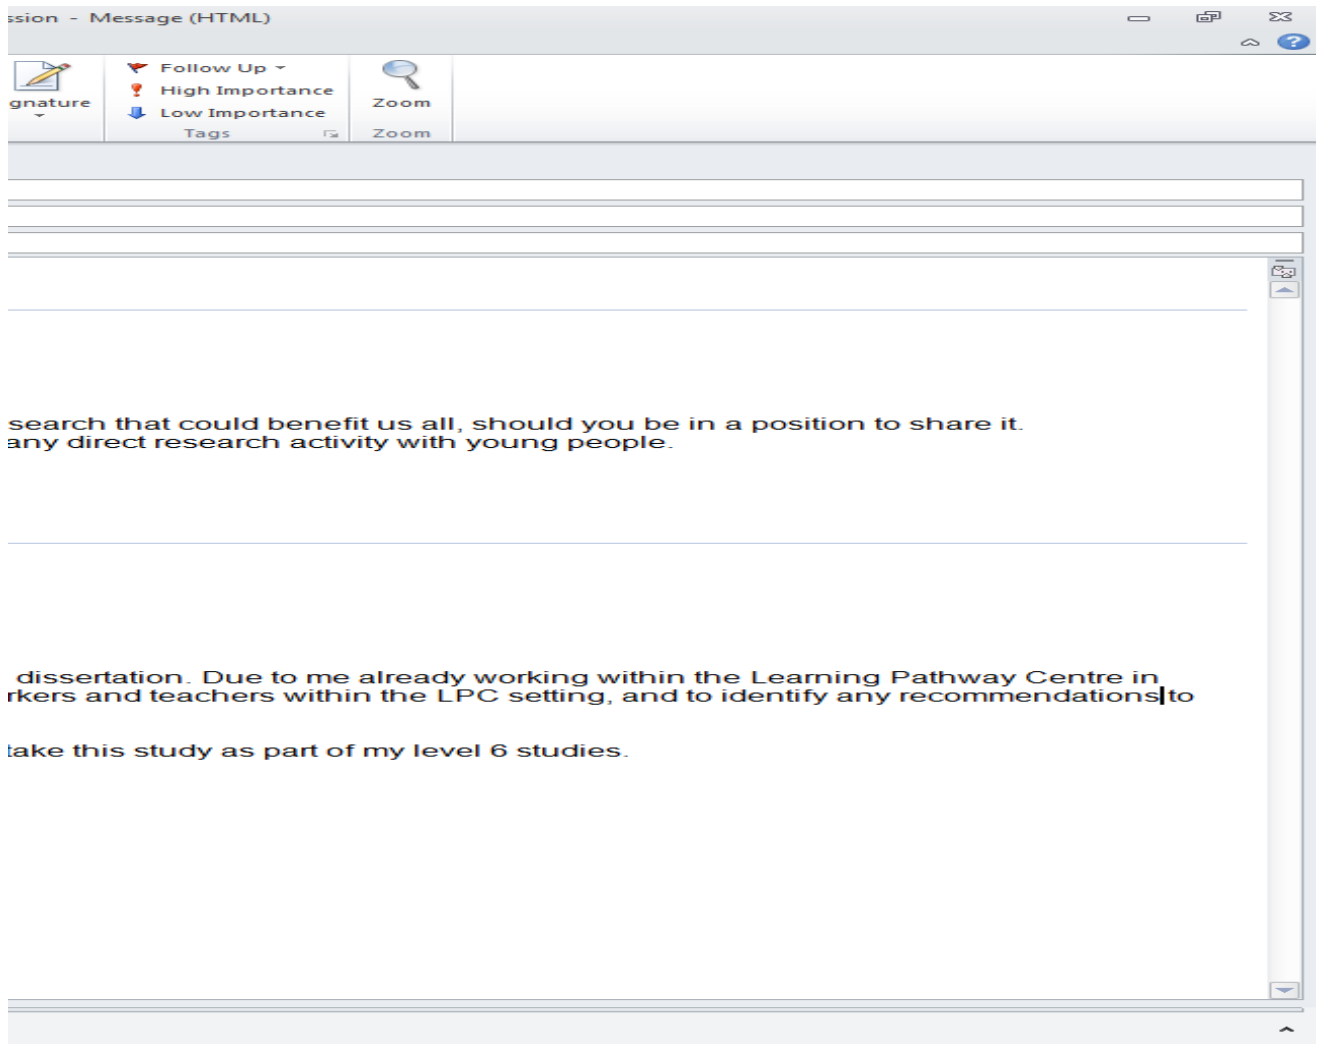 ssion - Message (HTML)
Follow Up
High Importance
gnature
Zoom
Low Importance
Tags
Zoom
search that could benefit us all, should you be in a position to share it.
any direct research activity with young people.
dissertation. Due to me already working within the Learning Pathway Centre in
rkers and teachers within the LPC setting, and to identify any recommendations to
take this study as part of my level 6 studies.